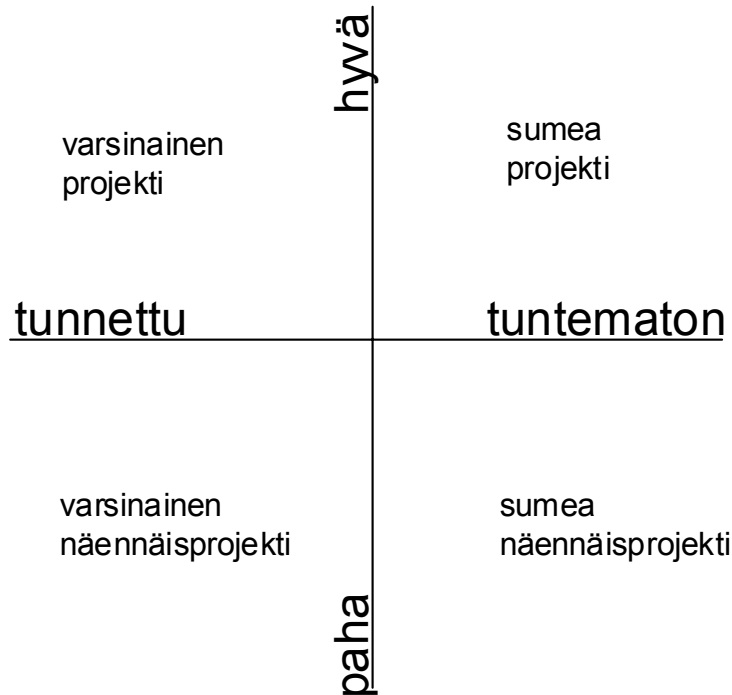 hyvä
varsinainen
projekti
sumea
projekti
tunnettu
tuntematon
varsinainen
näennäisprojekti
sumea
näennäisprojekti
paha